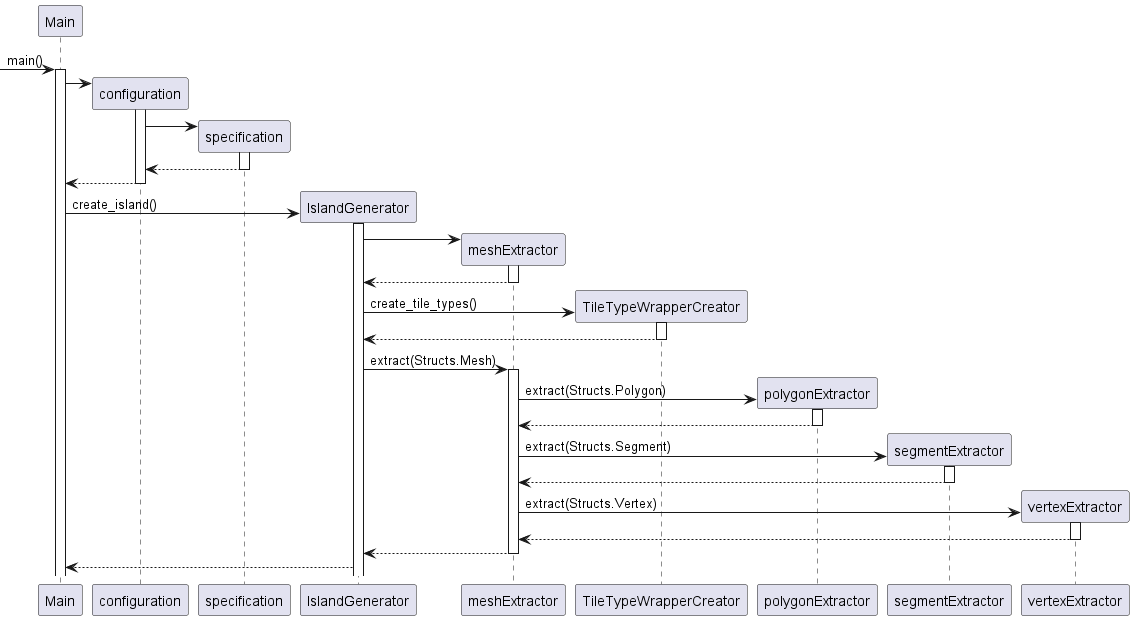 Main
main()
configuration
specification
create_island()
IslandGenerator
meshExtractor
create_tile_types()
TileTypeWrapperCreator
extract(Structs.Mesh)
extract(Structs.Polygon)
polygonExtractor
extract(Structs.Segment)
segmentExtractor
extract(Structs.Vertex)
vertexExtractor
Main configuration specification IslandGenerator meshExtractor TileTypeWrapperCreator polygonExtractor segmentExtractor vertexExtractor